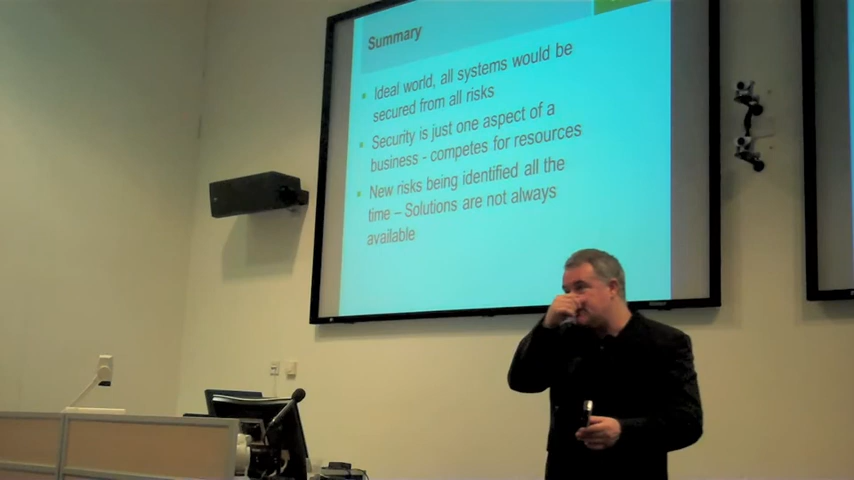 Summary
Ideal world, all systems would be
secured from all risks
Security is just one aspect of a
business - competes for resources
New risks being identified all the
time – Solutions are not always
available